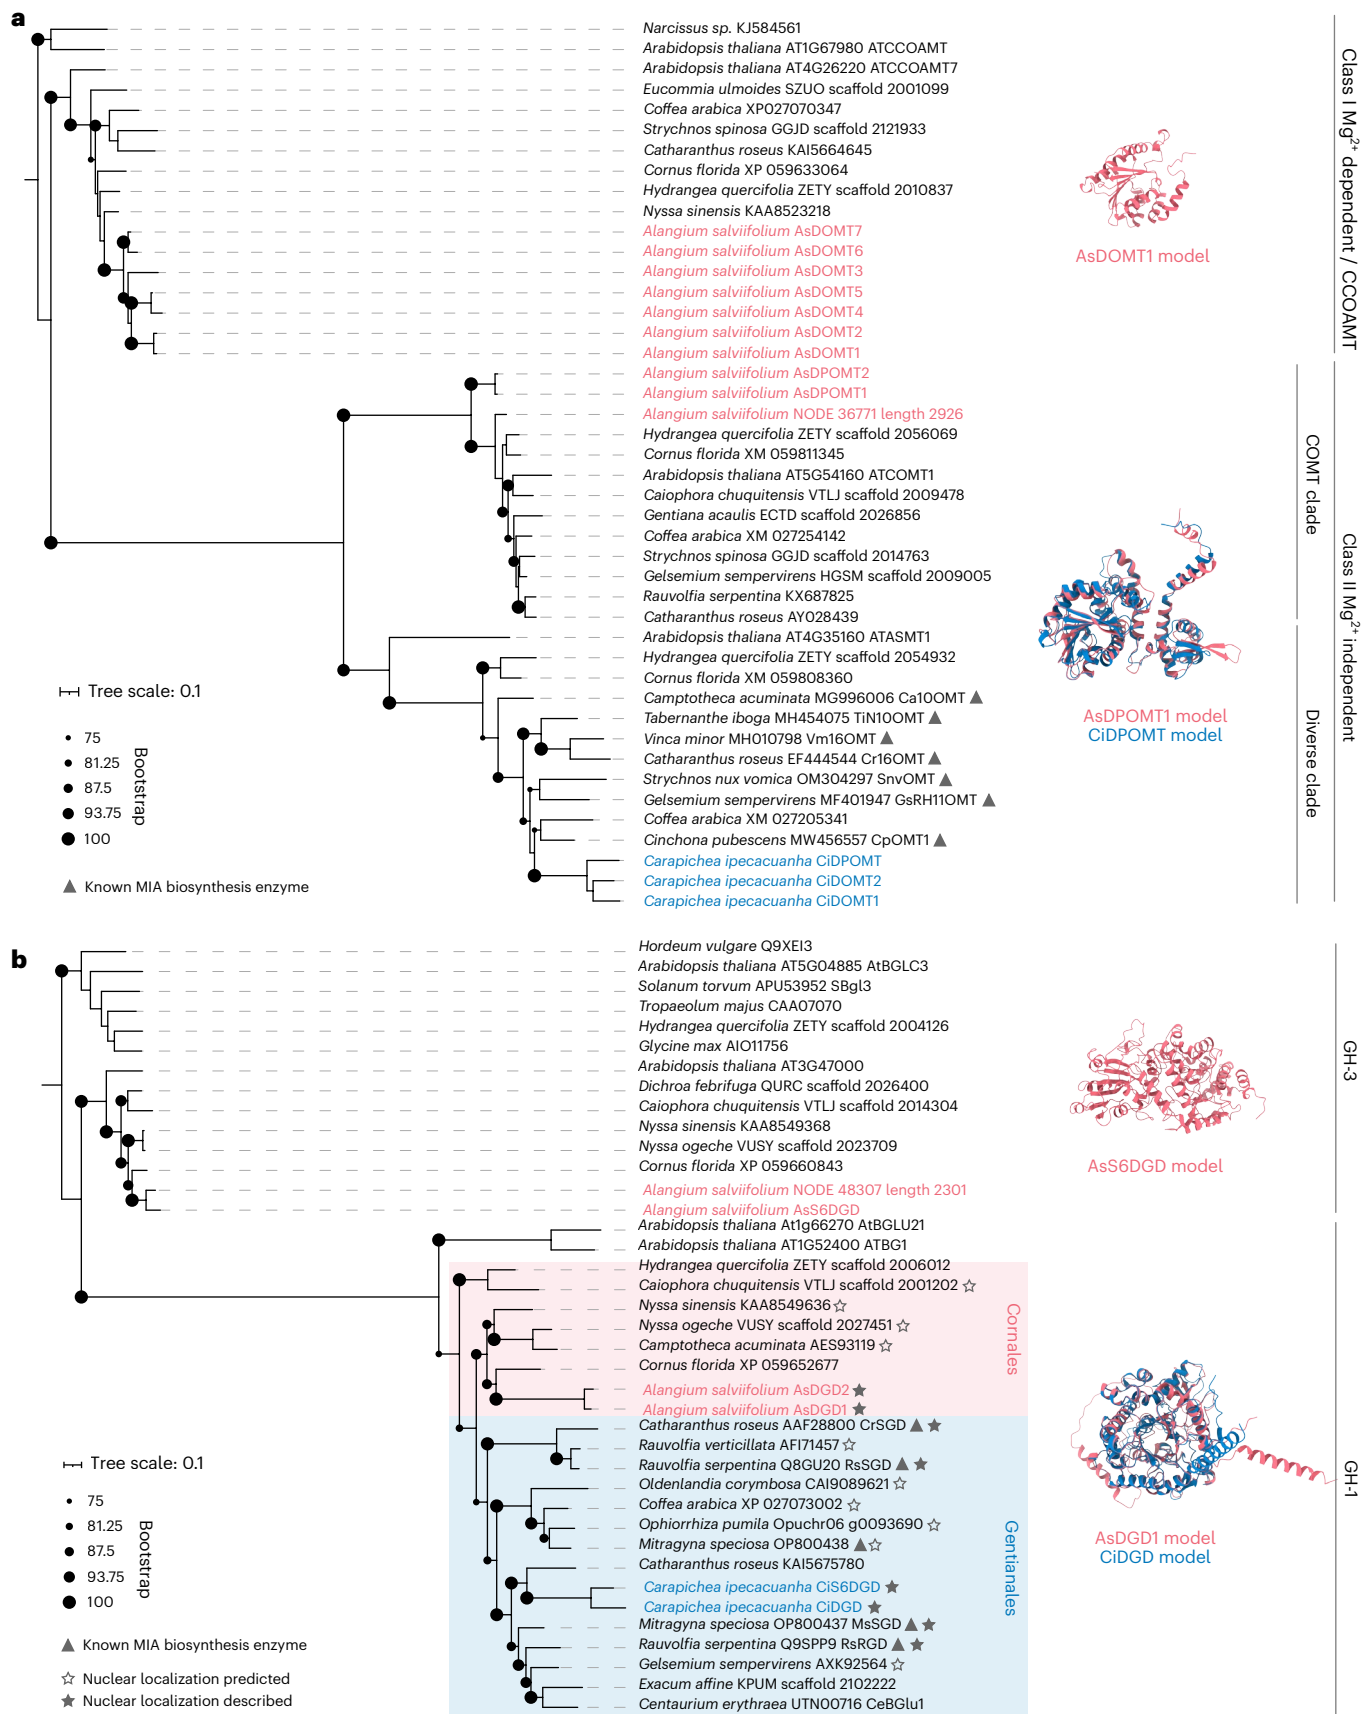 a
Narcissus sp. KJ584561
Arabidopsis thaliana AT1G67980 ATCCOAMT
Arabidopsis thaliana AT4G26220 ATCCOAMT7
Eucommia ulmoides SZUO scaffold 2001099
Coffea arabica XP027070347
Strychnos spinosa GGJD scaffold 2121933
Catharanthus roseus KAI5664645
Cornus florida XP 059633064
Hydrangea quercifolia ZETY scaffold 2010837
Nyssa sinensis KAA8523218
Alangium salviifolium AsDOMT7
Alangium salviifolium AsDOMT6
Alangium salviifolium AsDOMT3
Alangium salviifolium AsDOMT5
Alangium salviifolium AsDOMT4
Alangium salviifolium AsDOMT2
Alangium salviifolium AsDOMT1
Alangium salviifolium AsDPOMT2
Alangium salviifolium AsDPOMT1
Alangium salviifolium NODE 36771 length 2926
Hydrangea quercifolia ZETY scaffold 2056069
Cornus florida XM 059811345
Arabidopsis thaliana AT5G54160 ATCOMT1
Caiophora chuquitensis VTLJ scaffold 2009478
Gentiana acaulis ECTD scaffold 2026856
Coffea arabica XM 027254142
Strychnos spinosa GGJD scaffold 2014763
Gelsemium sempervirens HGSM scaffold 2009005
Rauvolfia serpentina KX687825
Catharanthus roseus AY028439
Arabidopsis thaliana AT4G35160 ATASMT1
Hydrangea quercifolia ZETY scaffold 2054932
Cornus florida XM 059808360
Camptotheca acuminata MG996006 Ca10OMT
Tabernanthe iboga MH454075 TiN10OMT
Vinca minor MH010798 Vm16OMT
Catharanthus roseus EF444544 Cr16OMT
Strychnos nux vomica OM304297 SnvOMT
Gelsemium sempervirens MF401947 GsRH11OMT
Coffea arabica XM 027205341
Cinchona pubescens MW456557 CpOMT1
Carapichea ipecacuanha CiDPOMT
Carapichea ipecacuanha CiDOMT2
Carapichea ipecacuanha CiDOMT1
AsDOMT1 model
AsDPOMT1 model
CiDPOMT model
Class I Mg2+ dependent / CCOAMT
COMT clade
Diverse clade
Class II Mg2+ independent
Tree scale: 0.1
75
81.25
87.5
93.75
100
Bootstrap
Known MIA biosynthesis enzyme
b
Hordeum vulgare Q9XEI3
Arabidopsis thaliana AT5G04885 AtBGLC3
Solanum torvum APU53952 SBgl3
Tropaeolum majus CAA07070
Hydrangea quercifolia ZETY scaffold 2004126
Glycine max AIO11756
Arabidopsis thaliana AT3G47000
Dichroa febrifuga QURC scaffold 2026400
Caiophora chuquitensis VTLJ scaffold 2014304
Nyssa sinensis KAA8549368
Nyssa ogeche VUSY scaffold 2023709
Cornus florida XP 059660843
Alangium salviifolium NODE 48307 length 2301
Alangium salviifolium AsS6DGD
Arabidopsis thaliana At1g66270 AtBGLU21
Arabidopsis thaliana AT1G52400 ATBG1
Hydrangea quercifolia ZETY scaffold 2006012
Caiophora chuquitensis VTLJ scaffold 2001202
Nyssa sinensis KAA8549636
Nyssa ogeche VUSY scaffold 2027451
Camptotheca acuminata AES93119
Cornus florida XP 059652677
Alangium salviifolium AsDGD2
Alangium salviifolium AsDGD1
Catharanthus roseus AAF28800 CrSGD
Rauvolfia verticillata AFI71457
Rauvolfia serpentina Q8GU20 RsSGD
Oldenlandia corymbosa CAI9089621
Coffea arabica XP 027073002
Ophiorrhiza pumila Opuchr06 g0093690
Mitragyna speciosa OP800438
Catharanthus roseus KAI5675780
Carapichea ipecacuanha CiS6DGD
Carapichea ipecacuanha CiDGD
Mitragyna speciosa OP800437 MsSGD
Rauvolfia serpentina Q9SPP9 RsRGD
Gelsemium sempervirens AXK92564
Exacum affine KPUM scaffold 2102222
Centaurium erythraea UTN00716 CeBGlu1
Cornales
Gentianales
AsS6DGD model
AsDGD1 model
CiDGD model
GH-3
GH-1
Tree scale: 0.1
75
81.25
87.5
93.75
100
Bootstrap
Known MIA biosynthesis enzyme
Nuclear localization predicted
Nuclear localization described